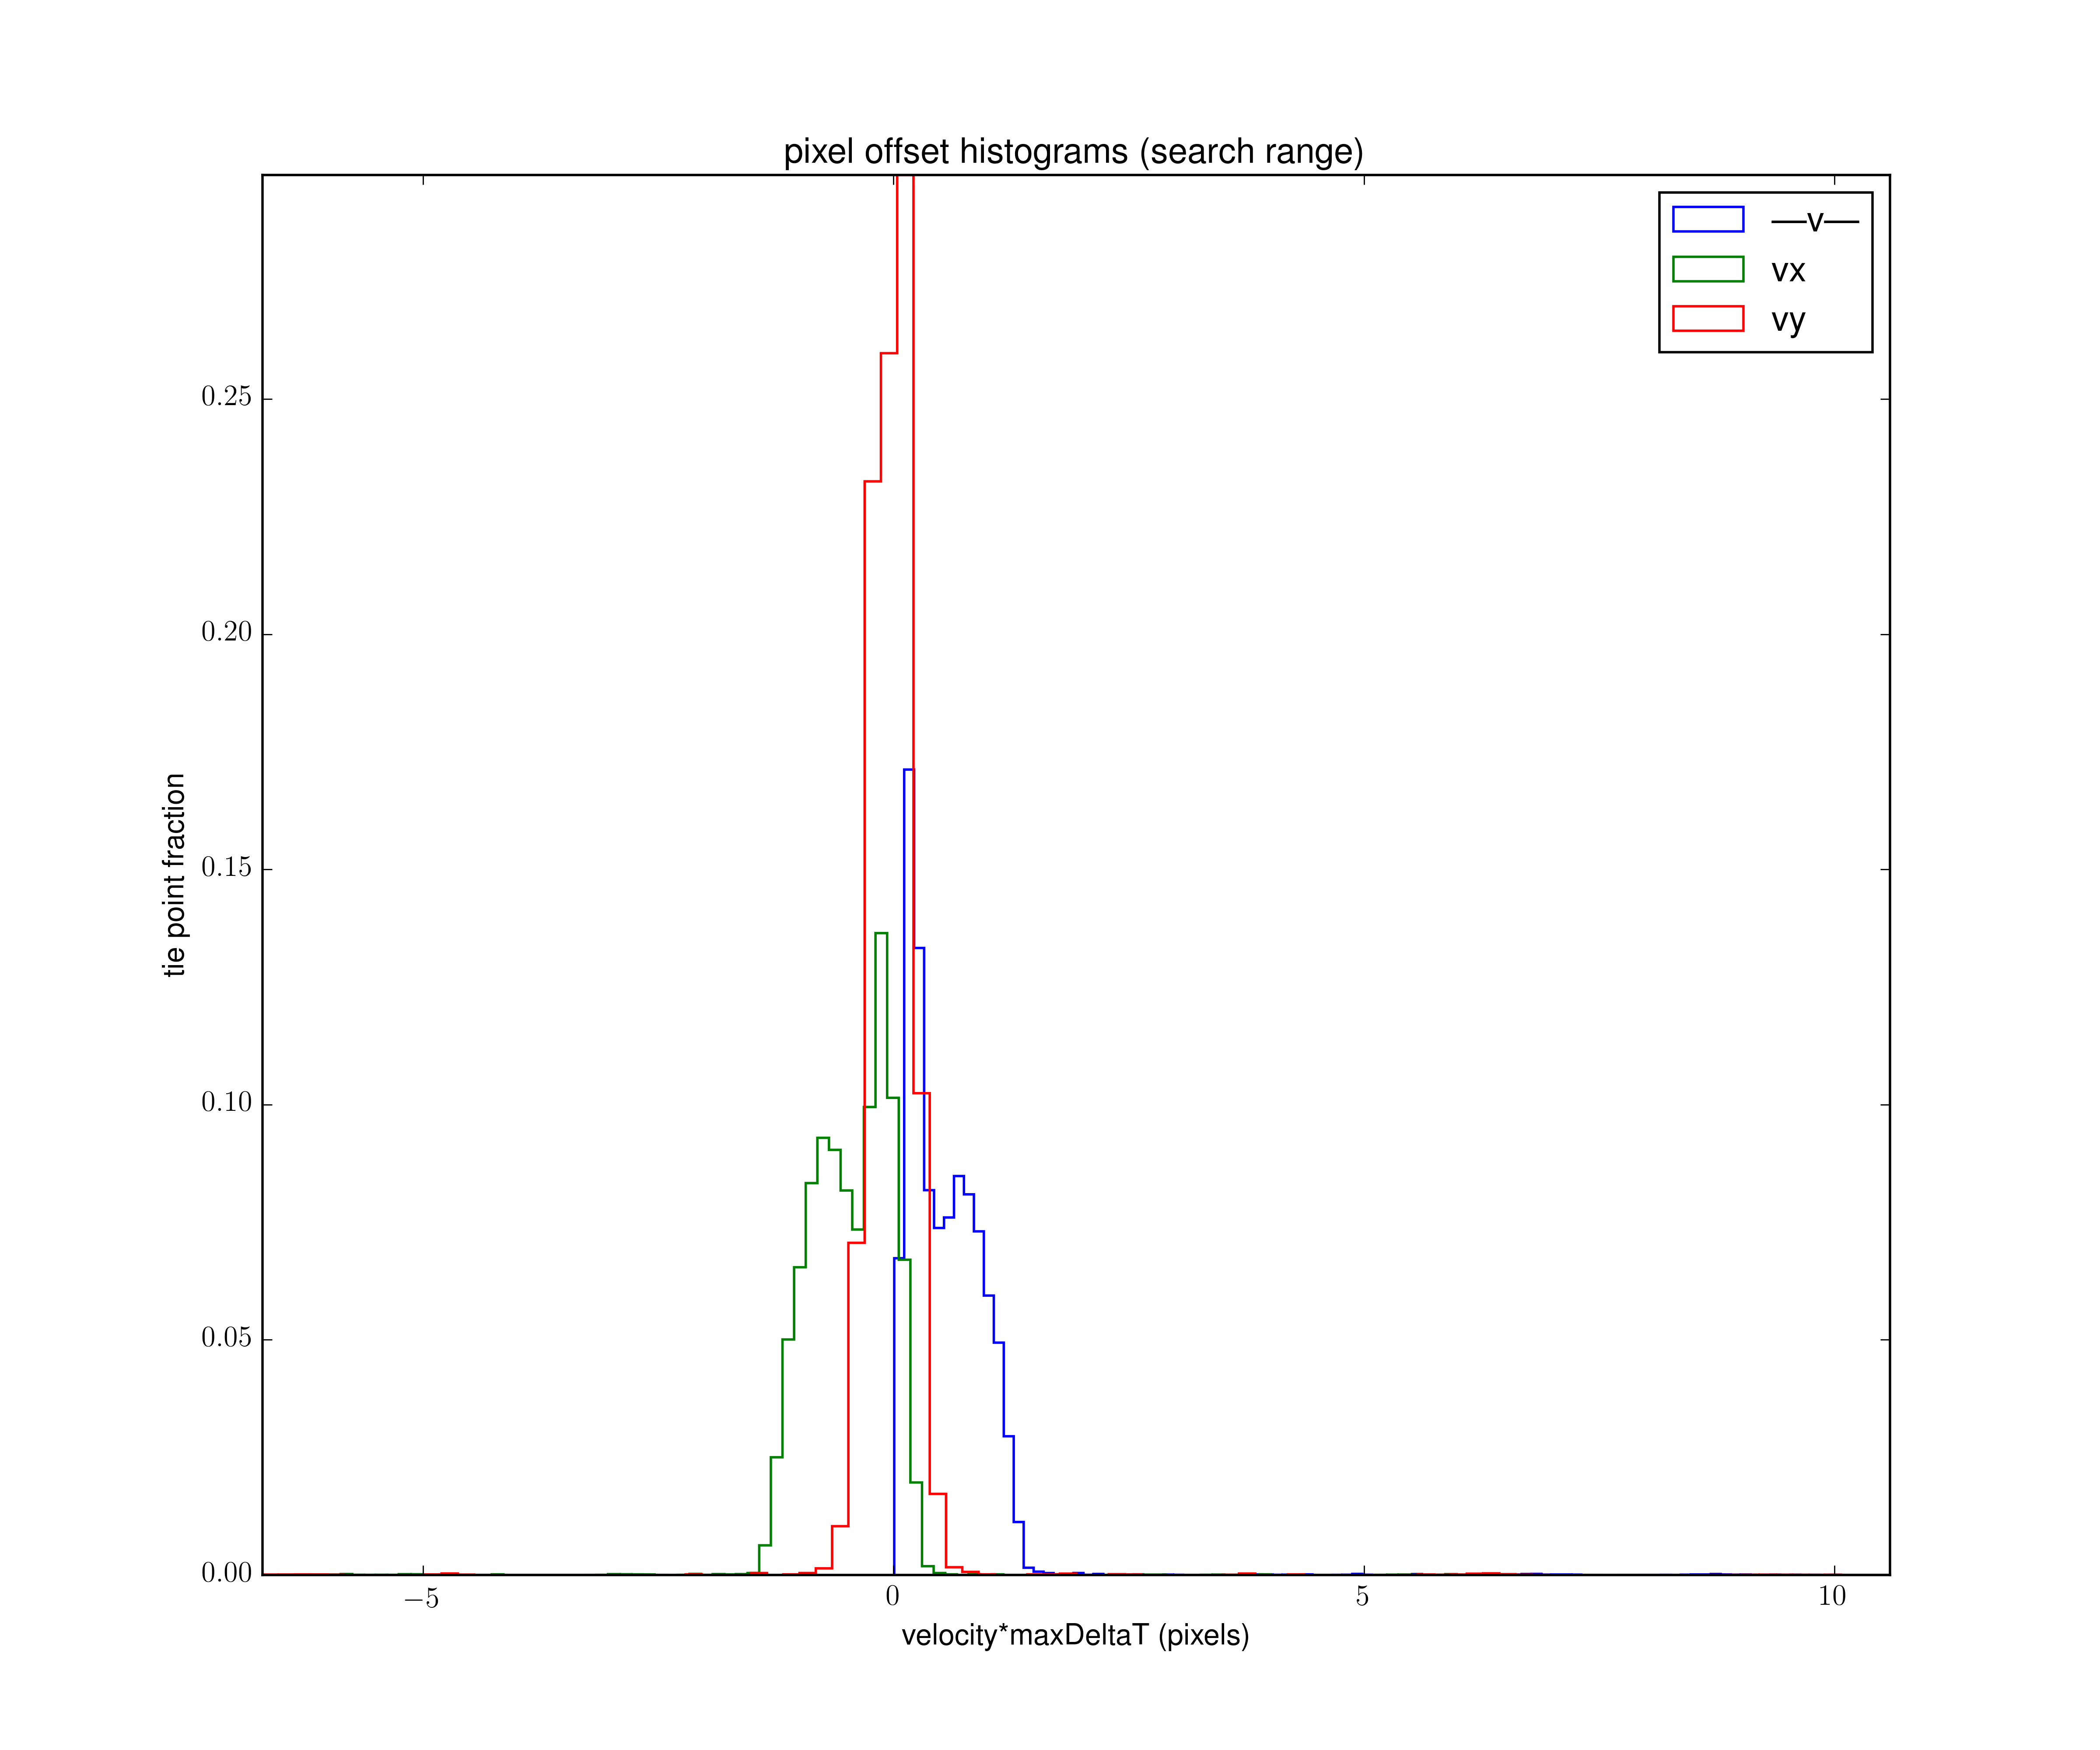 pixel offset histograms (search range)
—v—
vx
vy
0.25
0.20
0.15
0.10
0.05
0.00
tie point fraction
−5
0
5
10
velocity*maxDeltaT (pixels)